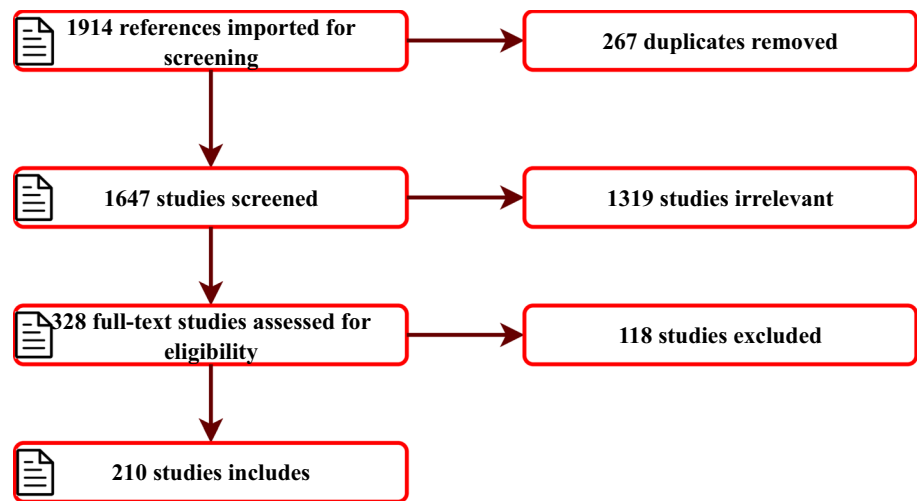 1914 references imported for
screening
267 duplicates removed
1647 studies screened
1319 studies irrelevant
328 full-text studies assessed for
eligibility
118 studies excluded
210 studies includes